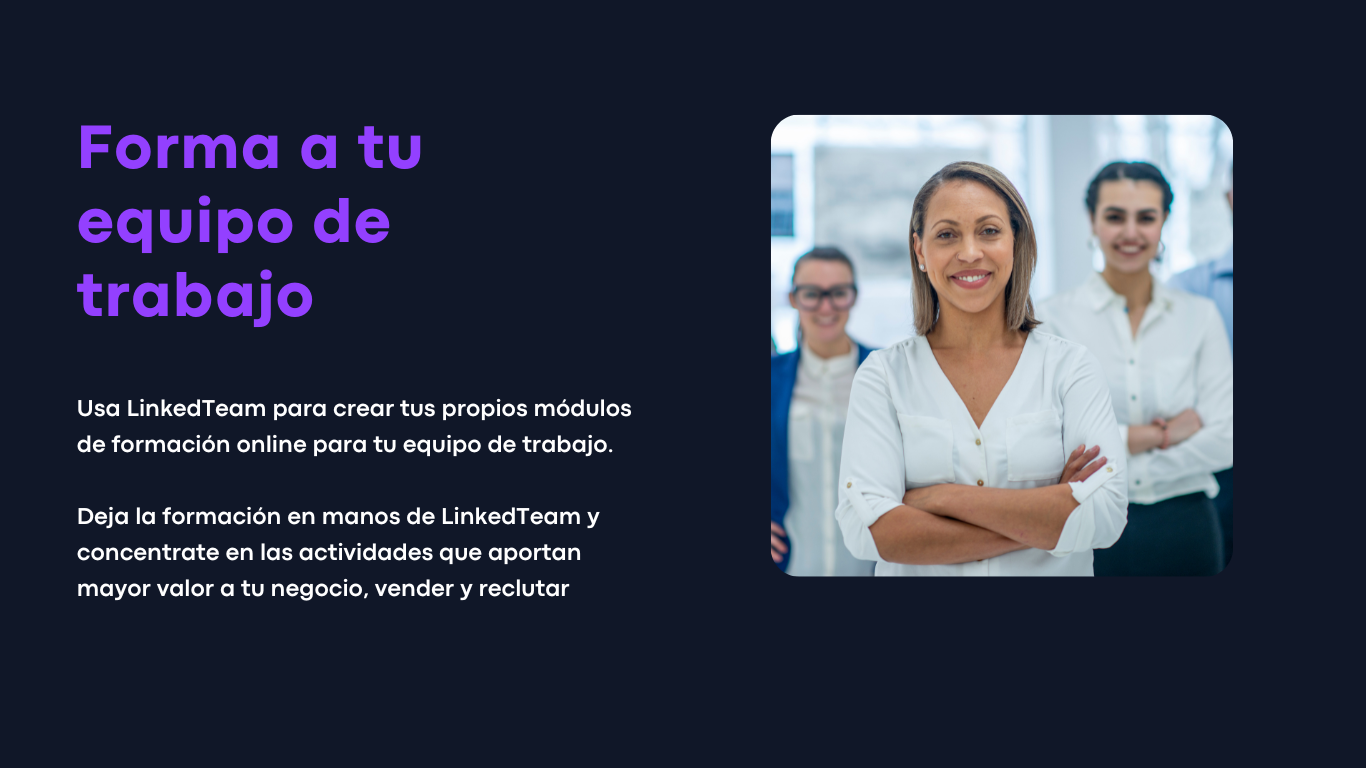 Forma a tu
equipo de
trabajo
Usa LinkedTeam para crear tus propios módulos
de formación online para tu equipo de trabajo.
Deja la formación en manos de LinkedTeam y
concentrate en las actividades que aportan
mayor valor a tu negocio, vender y reclutar